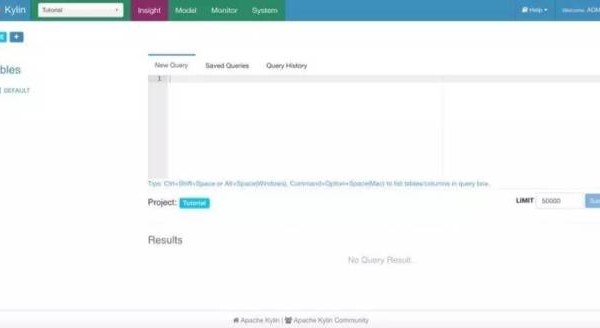 Kylin Tutorial Insight Model Monitor System Help Welcome, ADM
bles
DEFAULT
New Query Saved Queries Query History
1
Tips: Ctrl+Shift+Space or Alt+Space(Windows), Command+Option+Space(Mac) to list tables/columns in query box.
Project: Tutorial LIMIT 50000 Sub
Results
No Query Result.
Apache Kylin | Apache Kylin Community